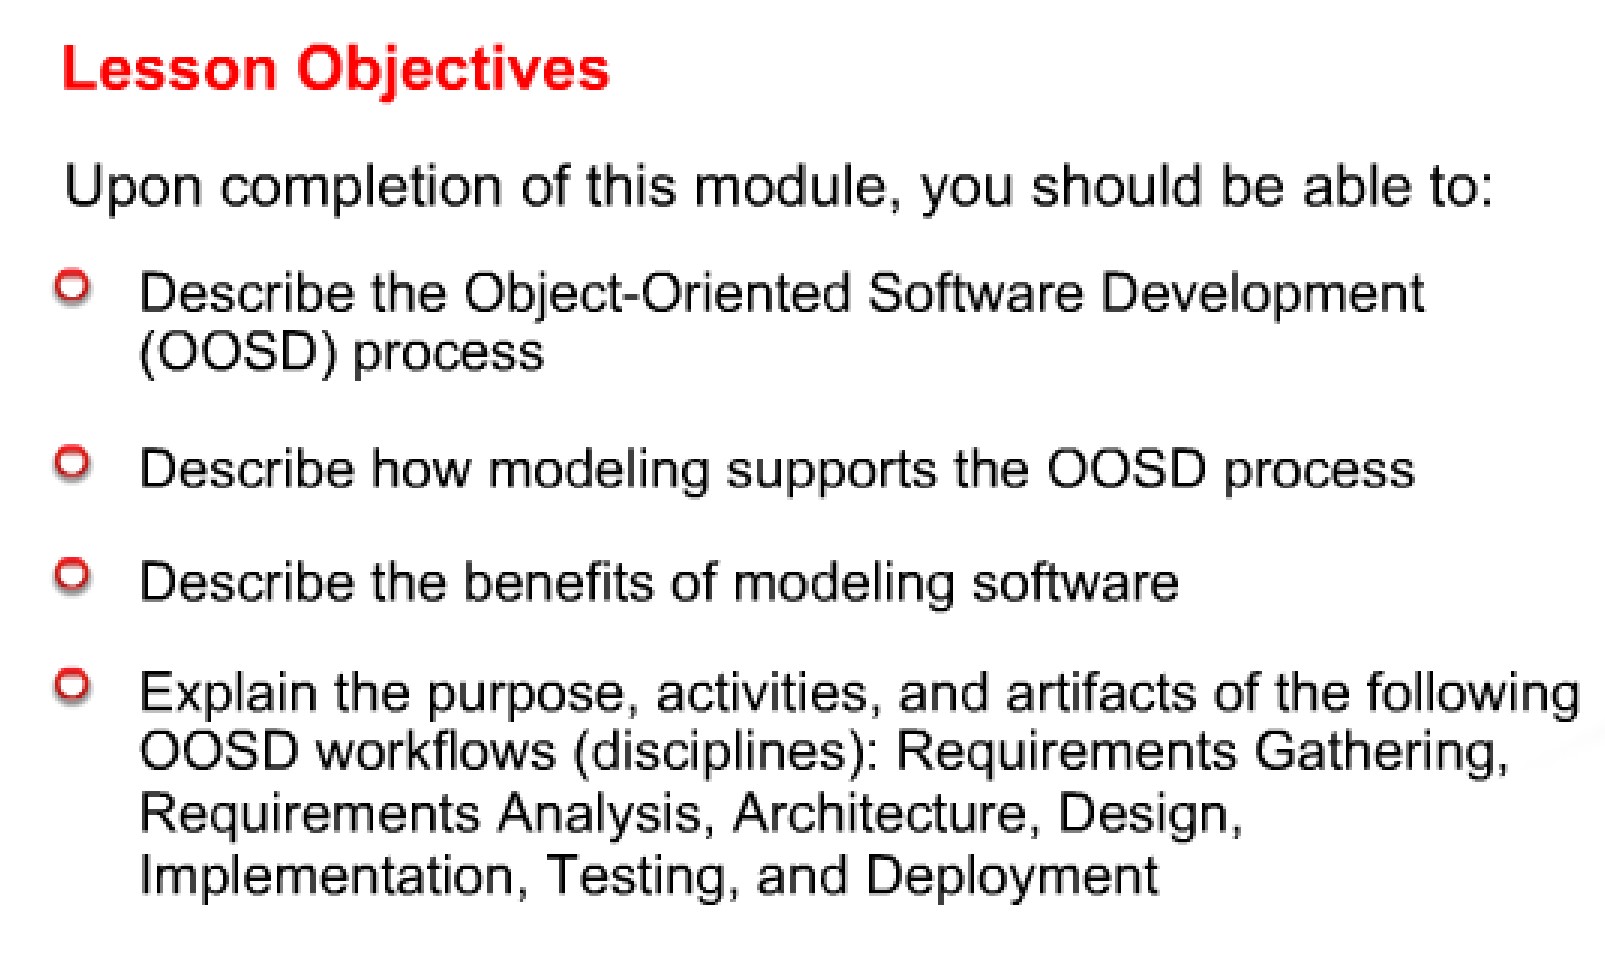 Lesson Objectives
Upon completion of this module, you should be able to:
Describe the Object-Oriented Software Development
(OOSD) process
Describe how modeling supports the OOSD process
Describe the benefits of modeling software
Explain the purpose, activities, and artifacts of the following
OOSD workflows (disciplines): Requirements Gathering,
Requirements Analysis, Architecture, Design,
Implementation, Testing, and Deployment